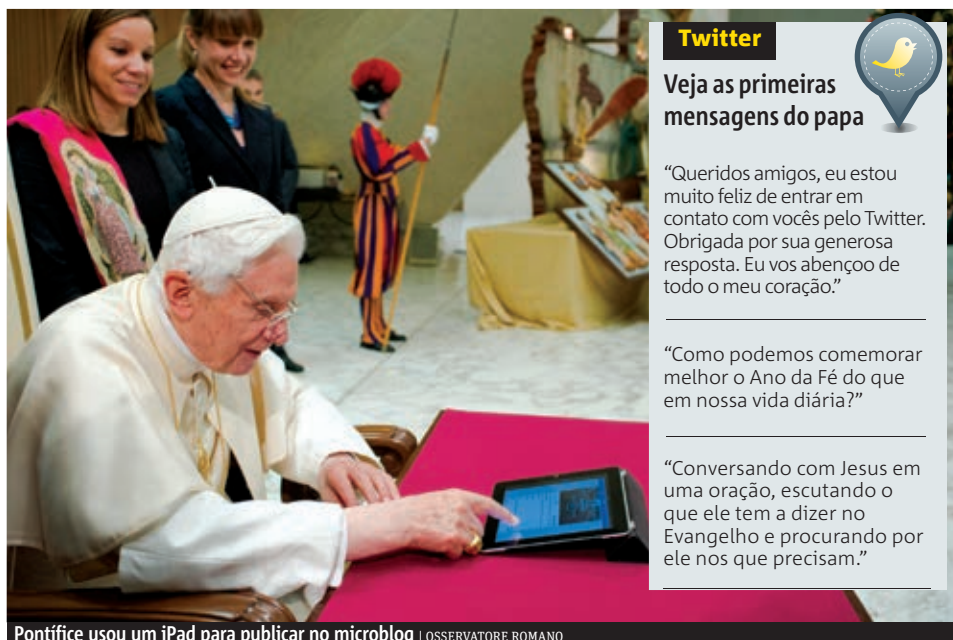 Twitter
Veja as primeiras
mensagens do papa
“Queridos amigos, eu estou
muito feliz de entrar em
contato com vocês pelo Twitter.
Obrigada por sua generosa
resposta. Eu vos abençoo de
todo o meu coração.”
“Como podemos comemorar
melhor o Ano da Fé do que
em nossa vida diária?”
“Conversando com Jesus em
uma oração, escutando o
que ele tem a dizer no
Evangelho e procurando por
ele nos que precisam.”
Pontífice usou um iPad para publicar no microblog | OSSERVATORE ROMANO